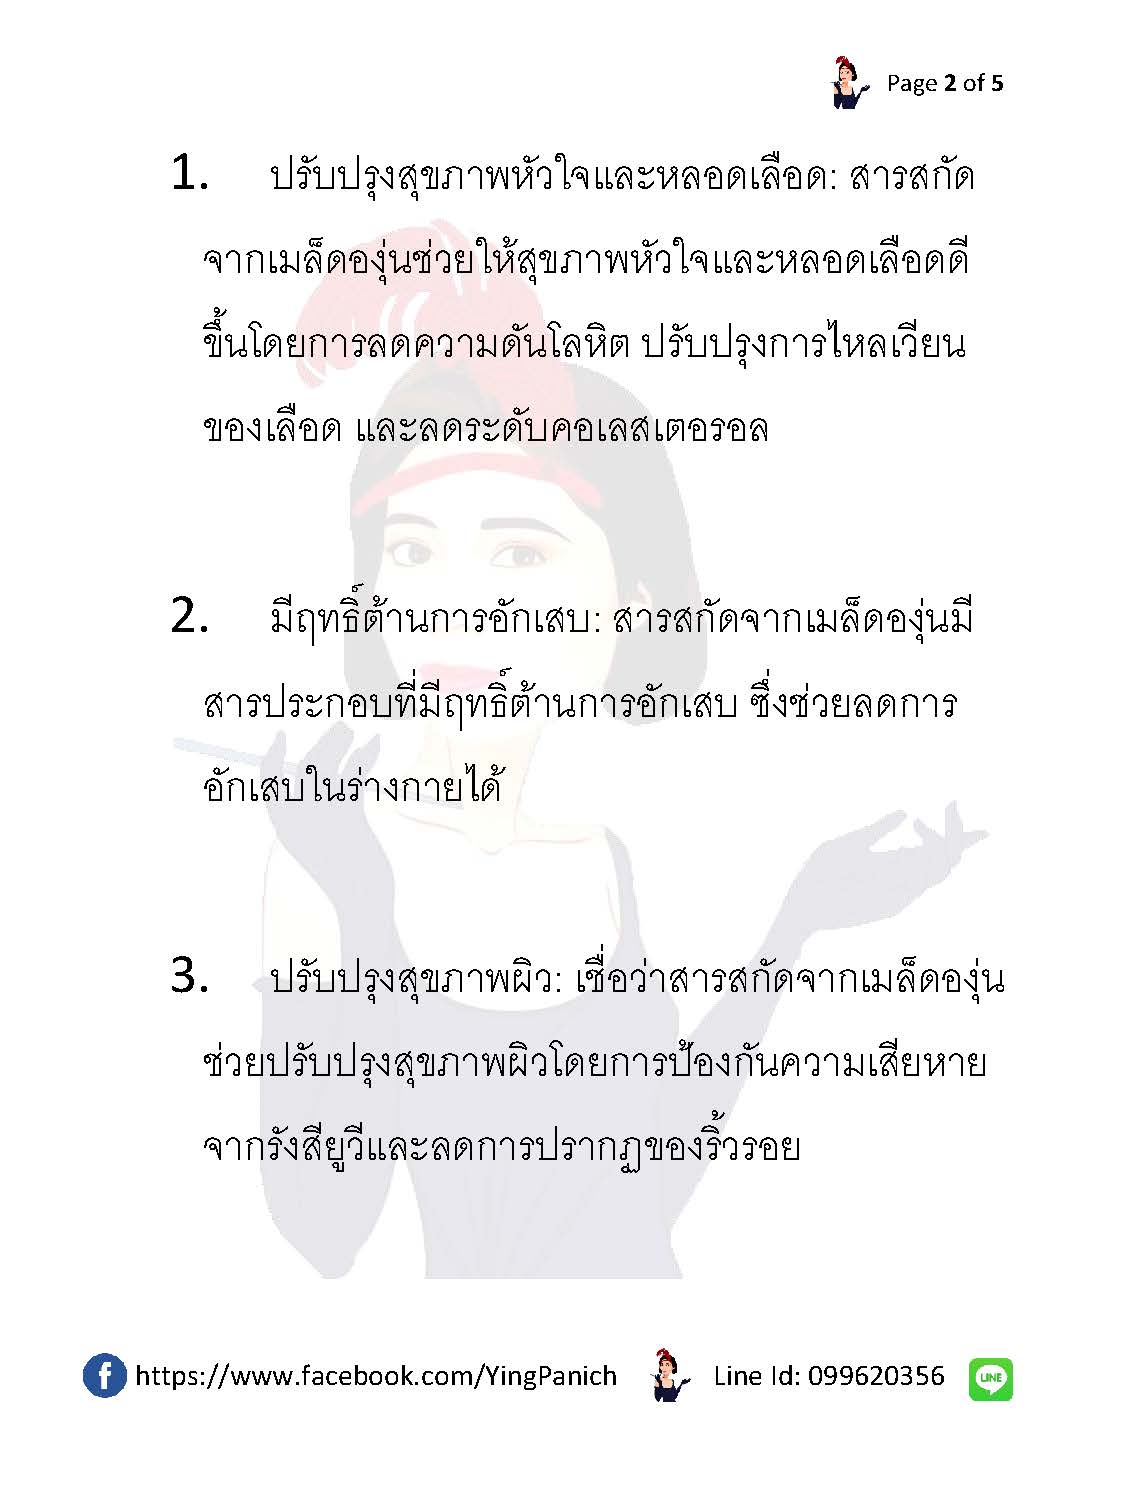 Page 2 of 5
1. ปรับปรุงสุขภาพหัวใจและหลอดเลือด: สารสกัด
จากเมล็ดองุ่นช่วยให้สุขภาพหัวใจและหลอดเลือดดี
ขึ้นโดยการลดความดันโลหิต ปรับปรุงการไหลเวียน
ของเลือด และลดระดับคอเลสเตอรอล
2. มีฤทธิ์ต้านการอักเสบ: สารสกัดจากเมล็ดองุ่นมี
สารประกอบที่มีฤทธิ์ต้านการอักเสบ ซึ่งช่วยลดการ
อักเสบในร่างกายได้
3. ปรับปรุงสุขภาพผิว: เชื่อว่าสารสกัดจากเมล็ดองุ่น
ช่วยปรับปรุงสุขภาพผิวโดยการป้องกันความเสียหาย
จากรังสียูวีและลดการปรากฏของริ้วรอย
f https://www.facebook.com/YingPanich Line Id: 099620356 LINE